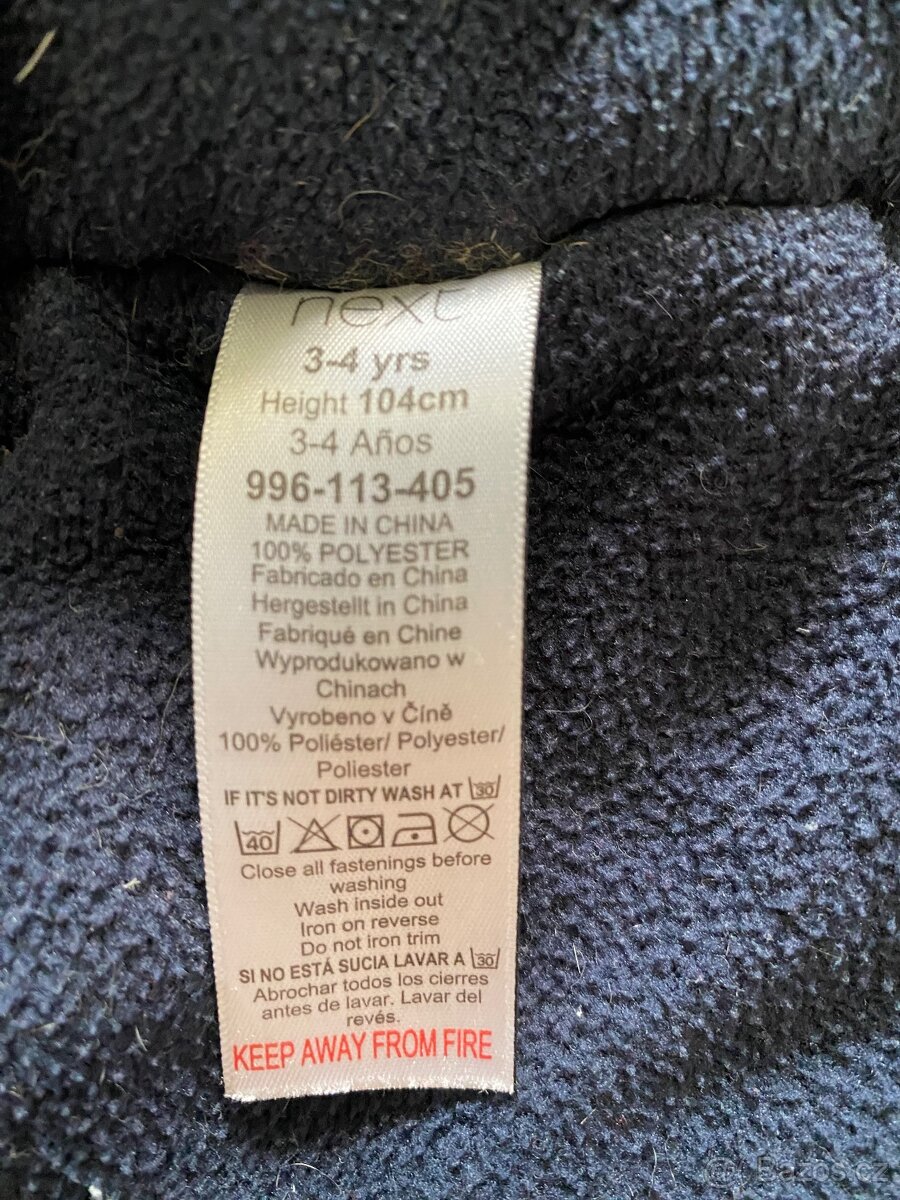 next
3-4 yrs
Height 104cm
3-4 Años
996-113-405
MADE IN CHINA
100% POLYESTER
Fabricado en China
Hergestellt in China
Fabriqué en Chine
Wyprodukowano w
Chinach
Vyrobeno v Číně
100% Poliéster/ Polyester/
Poliester
IF IT'S NOT DIRTY WASH AT 30
40
Close all fastenings before
washing
Wash inside out
Iron on reverse
Do not iron trim
SI NO ESTÁ SUCIA LAVAR A 30
Abrochar todos los cierres
antes de lavar. Lavar del
revés.
KEEP AWAY FROM FIRE
Bazos.cz